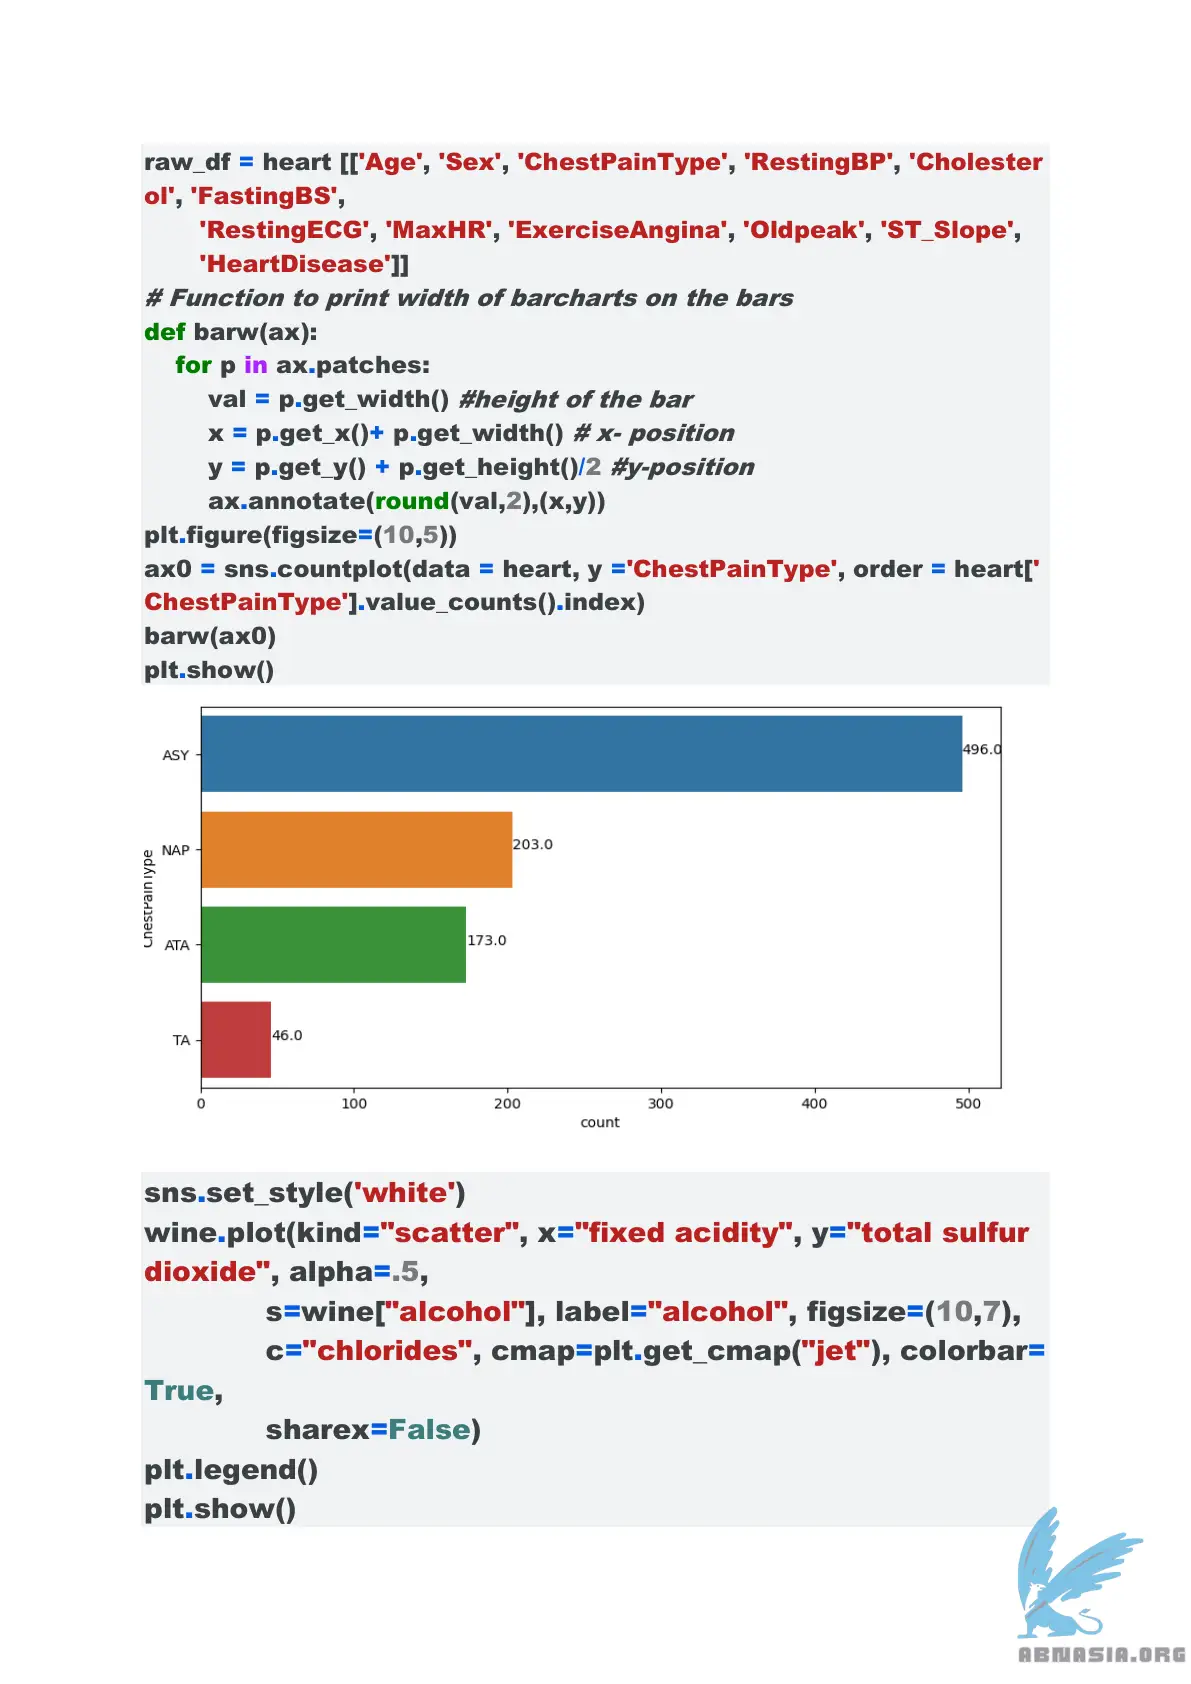 raw_df = heart [['Age', 'Sex', 'ChestPainType', 'RestingBP', 'Cholester
ol', 'FastingBS',
'RestingECG', 'MaxHR', 'ExerciseAngina', 'Oldpeak', 'ST_Slope',
'HeartDisease']]
# Function to print width of barcharts on the bars
def barw(ax):
for p in ax.patches:
val = p.get_width() #height of the bar
x = p.get_x()+ p.get_width() # x- position
y = p.get_y() + p.get_height()/2 #y-position
ax.annotate(round(val,2),(x,y))
plt.figure(figsize=(10,5))
ax0 = sns.countplot(data = heart, y ='ChestPainType', order = heart['
ChestPainType'].value_counts().index)
barw(ax0)
plt.show()
ChestPainType
ASY
496.0
NAP
203.0
ATA
173.0
TA
46.0
0 100 200 300 400 500
count
sns.set_style('white')
wine.plot(kind="scatter", x="fixed acidity", y="total sulfur
dioxide", alpha=.5,
s=wine["alcohol"], label="alcohol", figsize=(10,7),
c="chlorides", cmap=plt.get_cmap("jet"), colorbar=
True,
sharex=False)
plt.legend()
plt.show()
ABNASIA.ORG